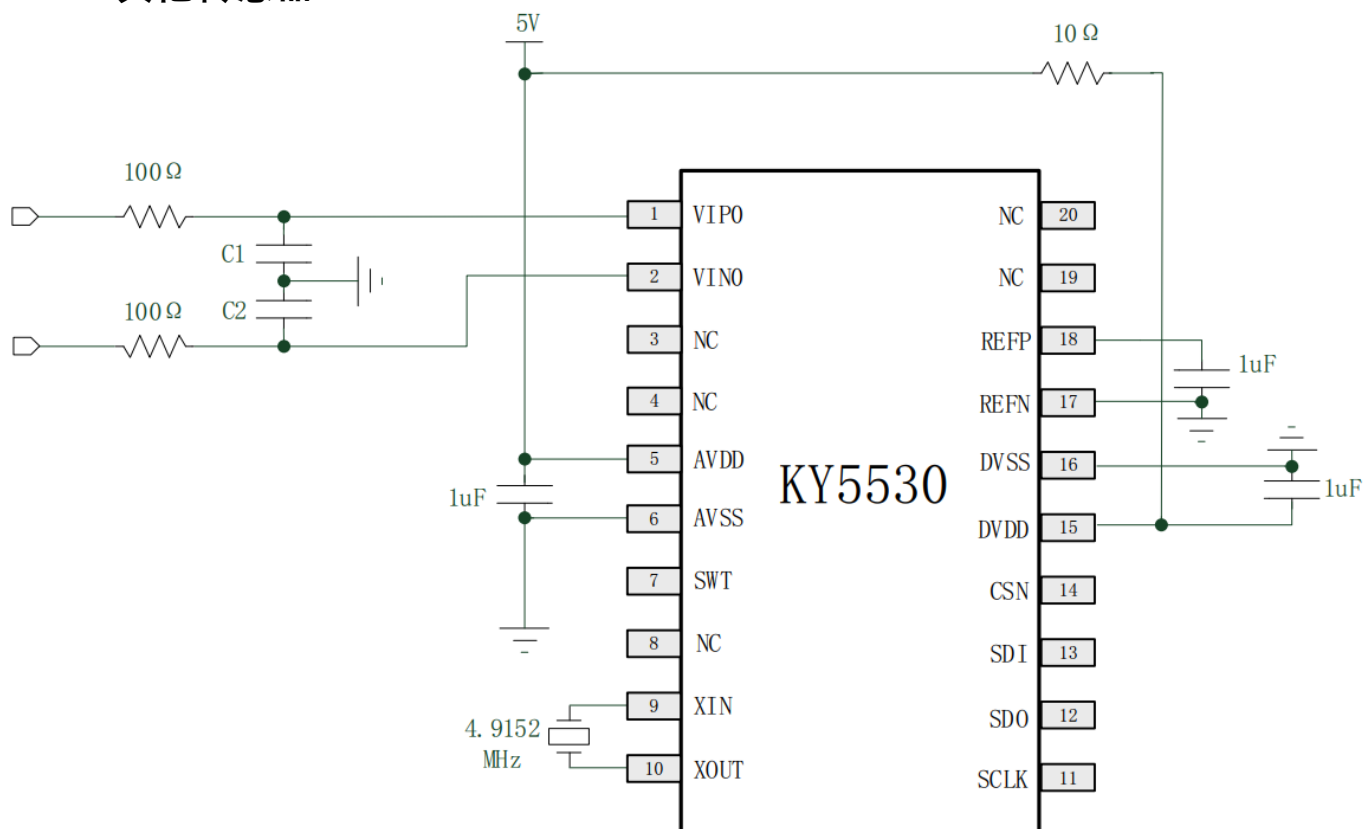 5V
10Ω
100Ω
C1
C2
100Ω
1uF
4.9152
MHz
KY5530
1 VIP0
2 VIN0
3 NC
4 NC
5 AVDD
6 AVSS
7 SWT
8 NC
9 XIN
10 XOUT
NC 20
NC 19
REFP 18
REFN 17
DVSS 16
DVDD 15
CSN 14
SDI 13
SDO 12
SCLK 11
1uF
1uF